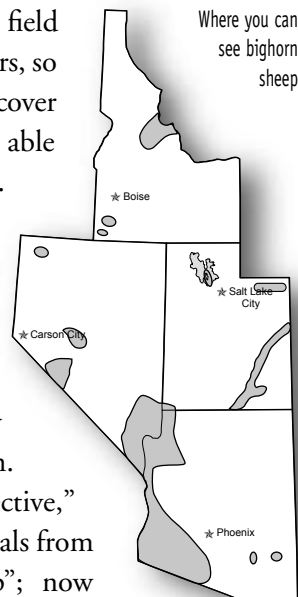 field
rs, so
cover
able
.
n.
ctive,”
als from
”; now
Where you can
see bighorn
sheep
Boise
Salt Lake
City
Carson City
Phoenix